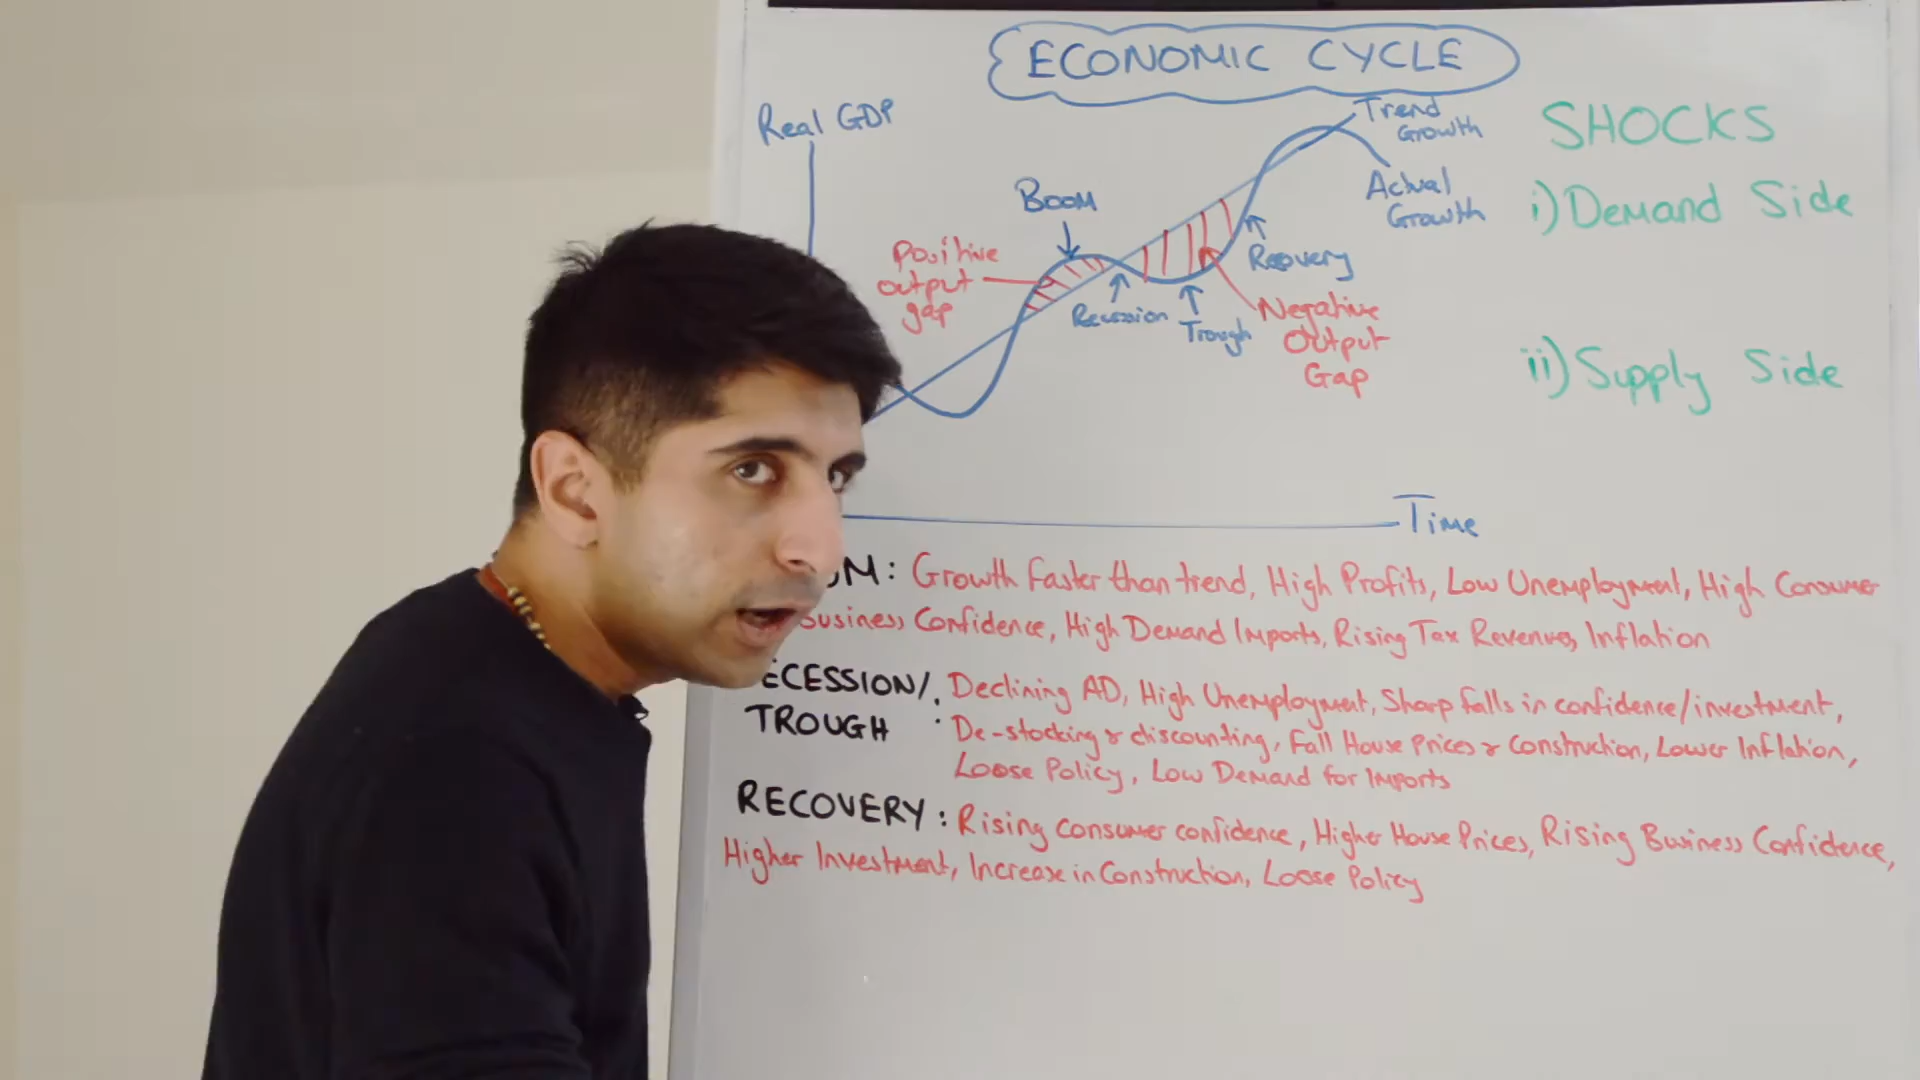 ECONOMIC CYCLE
Real GDP
Trend
Growth
Actual
Growth
BOOM
Positive
output
gap
Recession
Trough
Recovery
Negative
Output
Gap
Time
SHOCKS
i) Demand Side
ii) Supply Side
OM: Growth faster than trend, High Profits, Low Unemployment, High Consumer
Business Confidence, High Demand Imports, Rising Tax Revenues, Inflation
ECESSION/
TROUGH : Declining AD, High Unemployment, Sharp falls in confidence/investment,
De-stocking & discounting, Fall House Prices & Construction, Lower Inflation,
Loose Policy, Low Demand for Imports
RECOVERY: Rising consumer confidence, Higher House Prices, Rising Business Confidence,
Higher Investment, Increase in Construction, Loose Policy